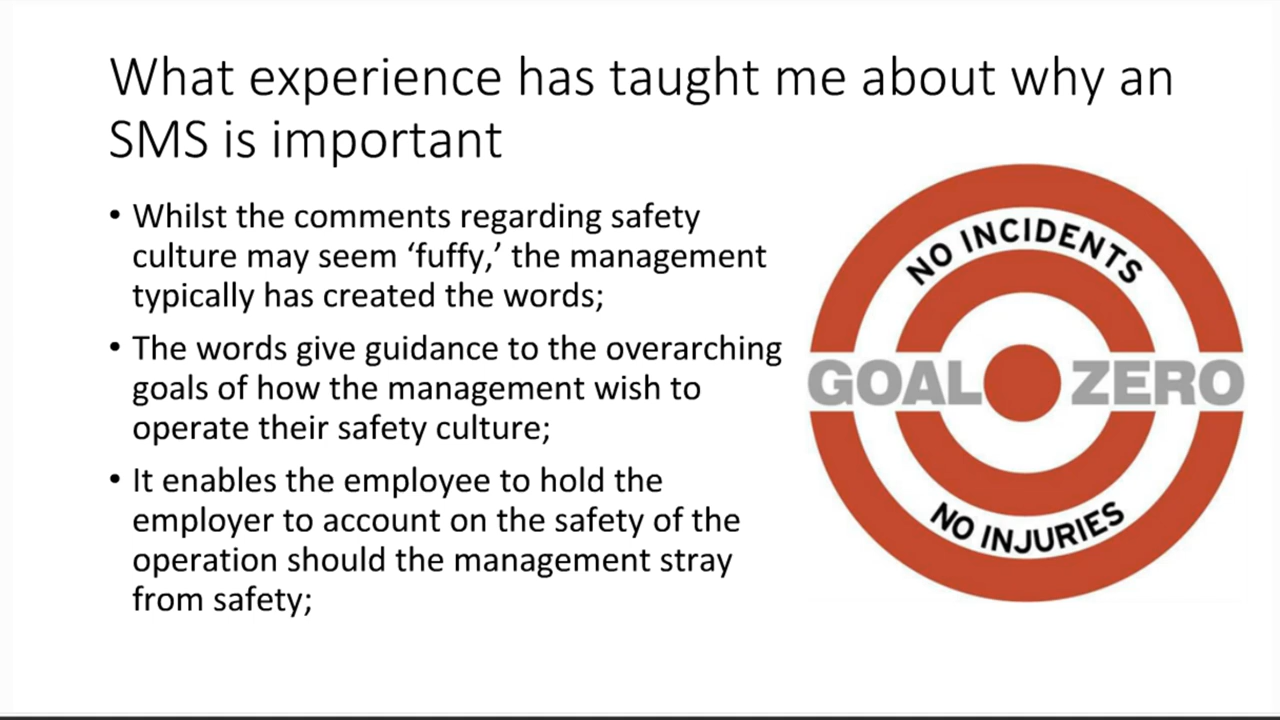 What experience has taught me about why an
SMS is important
• Whilst the comments regarding safety
culture may seem ‘fuffy,’ the management
typically has created the words;
• The words give guidance to the overarching
goals of how the management wish to
operate their safety culture;
• It enables the employee to hold the
employer to account on the safety of the
operation should the management stray
from safety;
NO INCIDENTS
GOAL ZERO
NO INJURIES